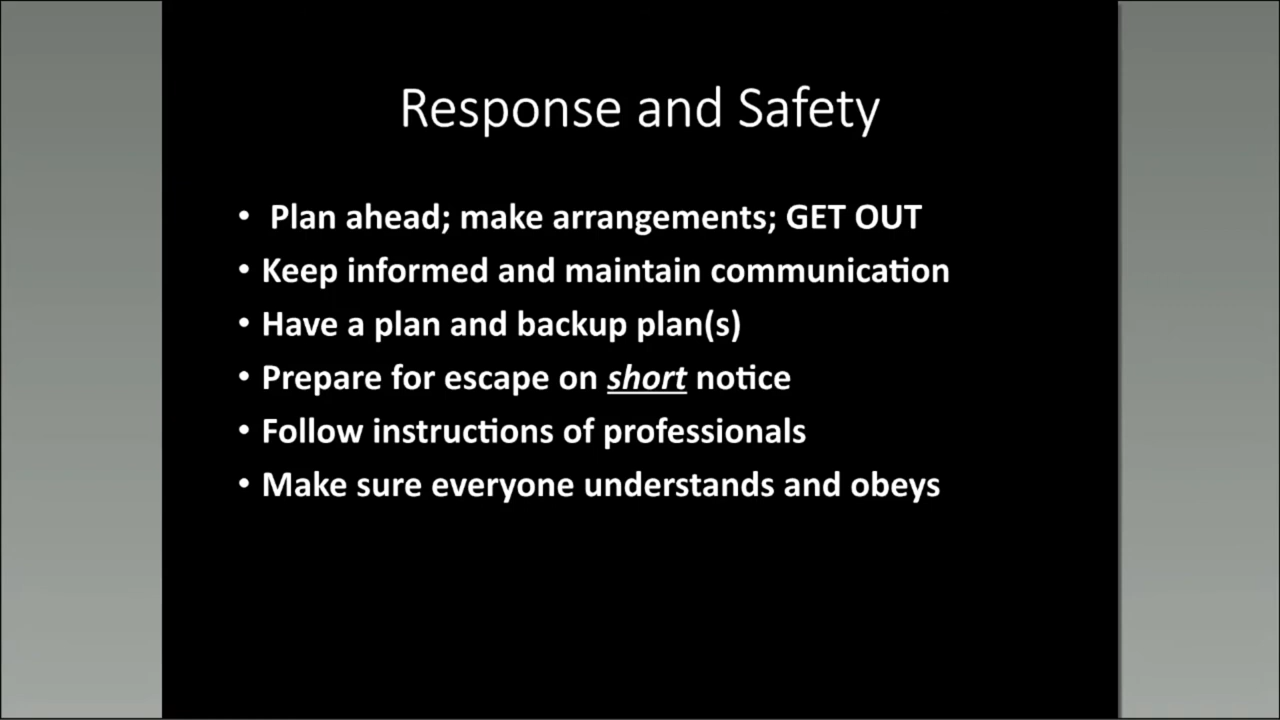 Response and Safety
• Plan ahead; make arrangements; GET OUT
• Keep informed and maintain communication
• Have a plan and backup plan(s)
• Prepare for escape on short notice
• Follow instructions of professionals
• Make sure everyone understands and obeys